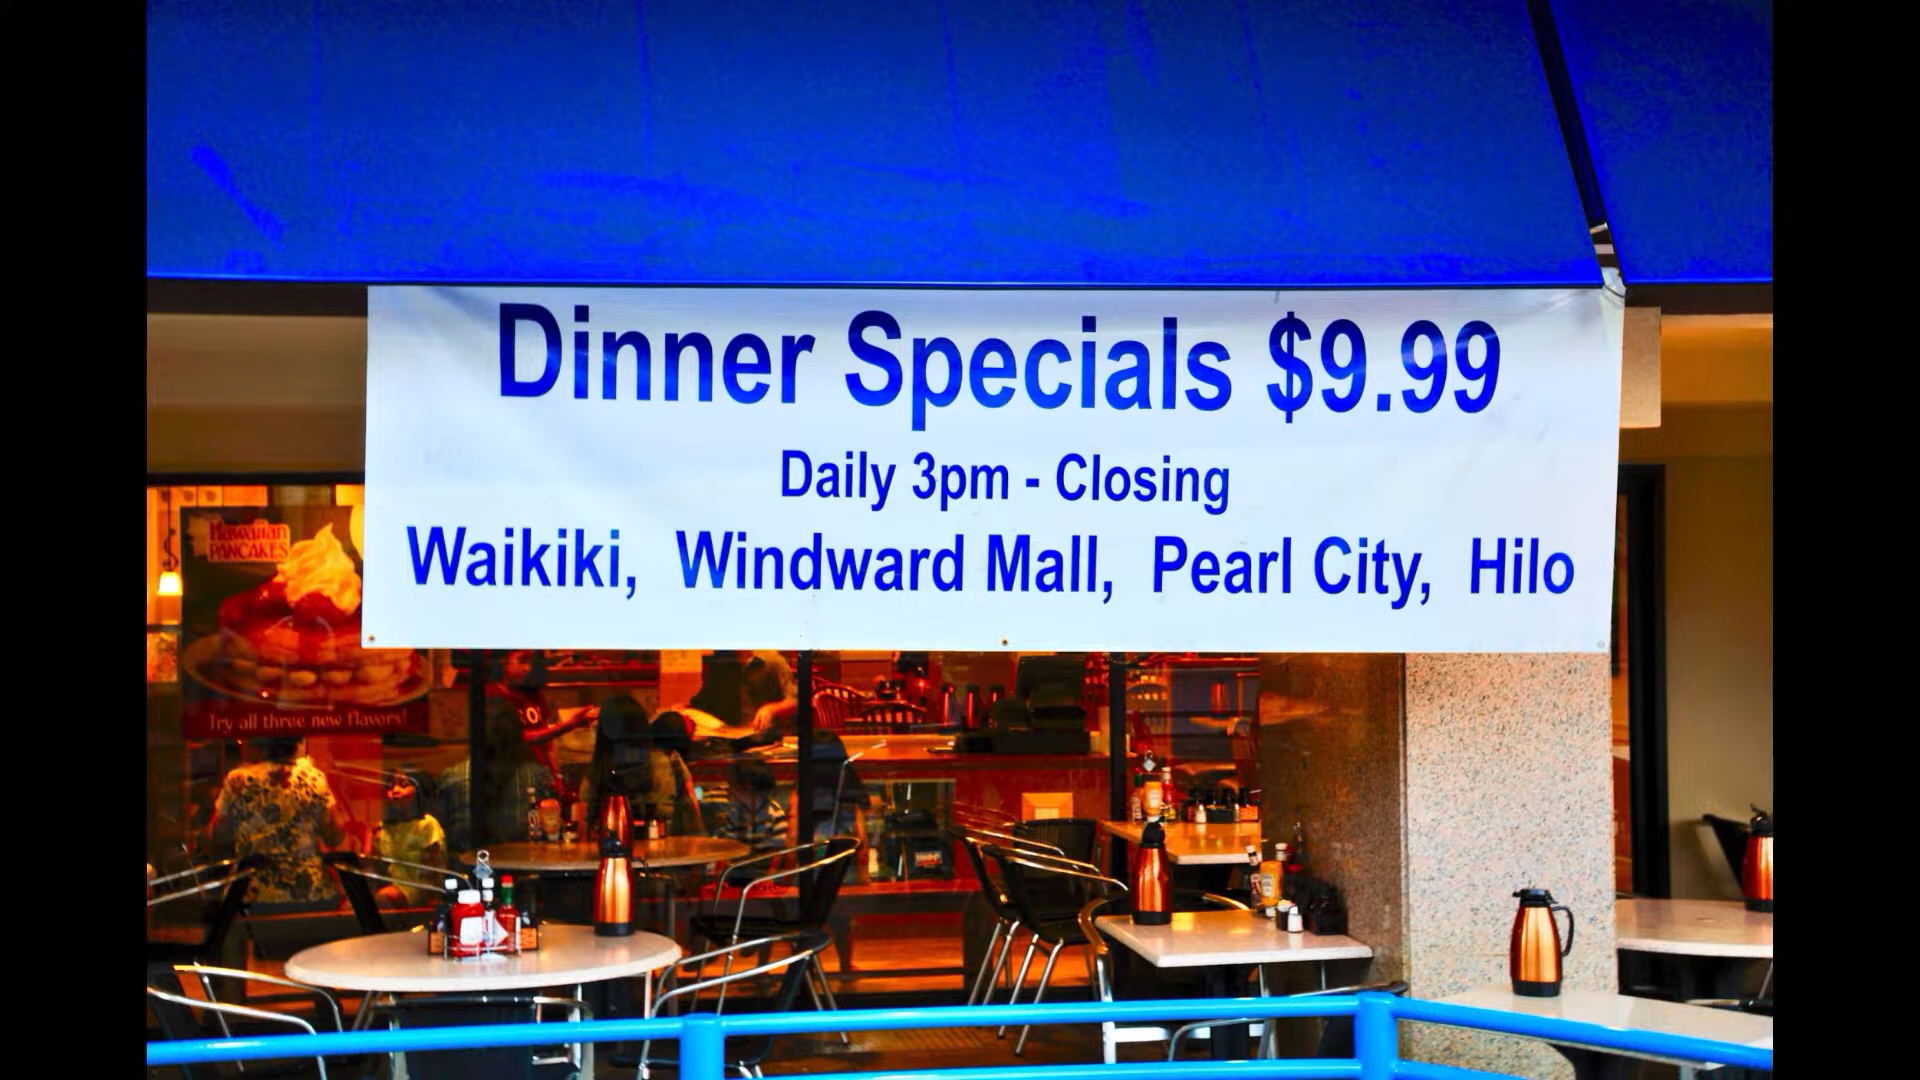 Dinner Specials $9.99
Daily 3pm - Closing
Waikiki, Windward Mall, Pearl City, Hilo
Hawaiian
PANCAKES
Try all three new flavors!